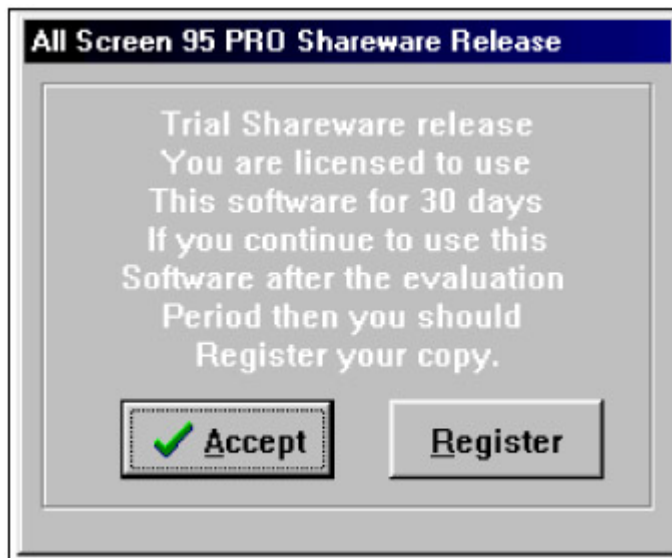 All Screen 95 PRO Shareware Release
Trial Shareware release
You are licensed to use
This software for 30 days
If you continue to use this
Software after the evaluation
Period then you should
Register your copy.
Accept
Register